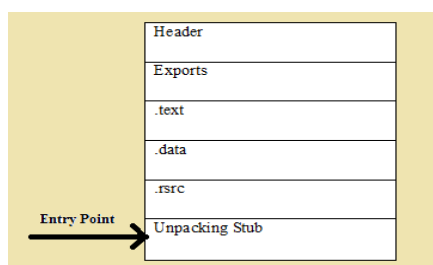 Header
Exports
.text
.data
.rsrc
Entry Point
Unpacking Stub